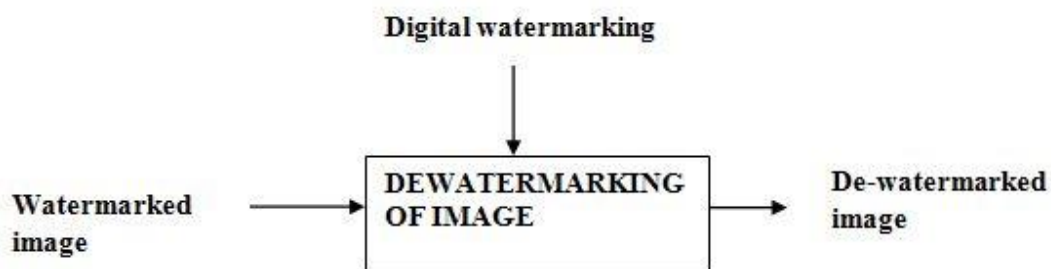 Digital watermarking
DEWATERMARKING
OF IMAGE
Watermarked
image
De-watermarked
image